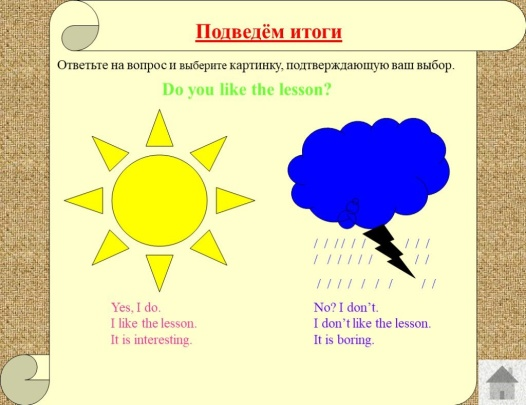 Подведём итоги
Ответьте на вопрос и выберите картинку, подтверждающую ваш выбор.
Do you like the lesson?
Yes, I do.
I like the lesson.
It is interesting.
No? I don't.
I don't like the lesson.
It is boring.